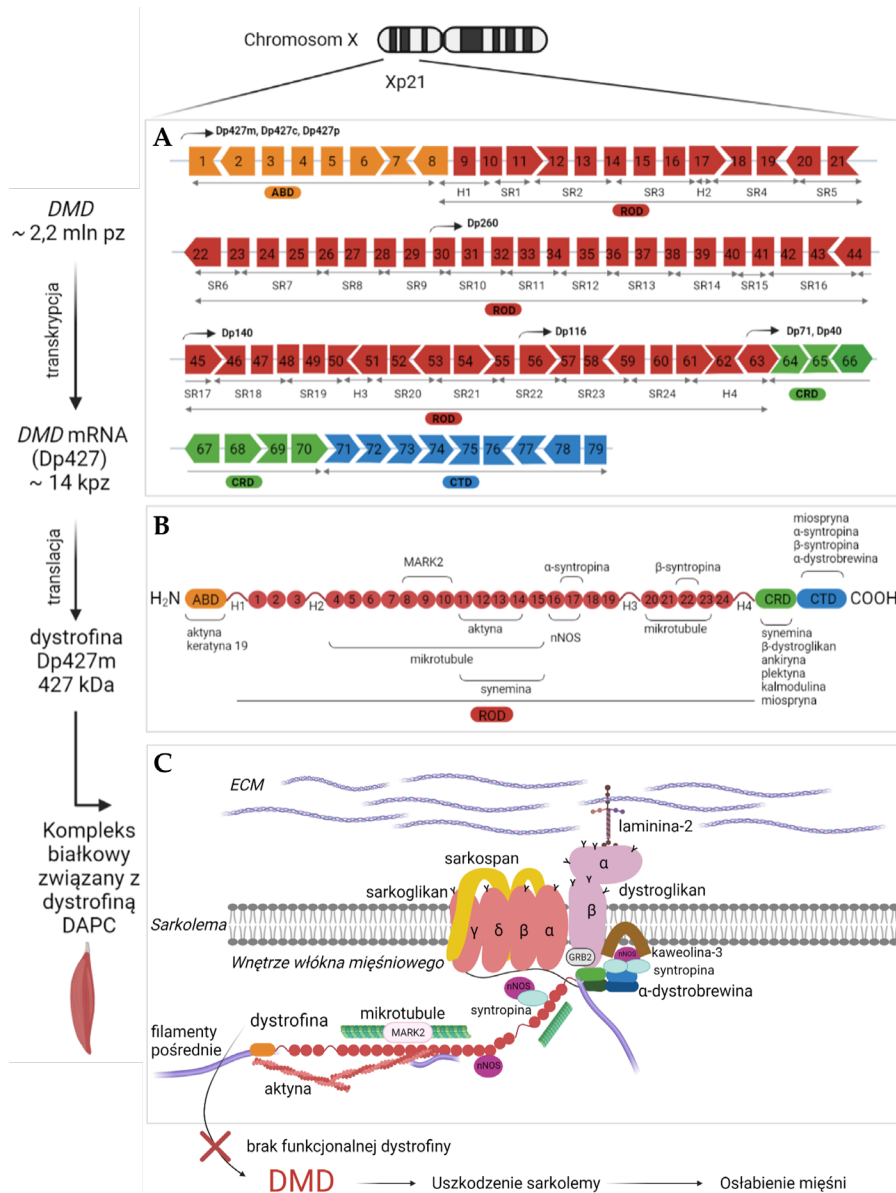 Chromosom X
Xp21
A
Dp427m, Dp427c, Dp427p
1 2 3 4 5 6 7 8 9 10 11 12 13 14 15 16 17 18 19 20 21
H1 SR1 SR2 SR3 H2 SR4 SR5
ABD
ROD
Dp260
22 23 24 25 26 27 28 29 30 31 32 33 34 35 36 37 38 39 40 41 42 43 44
SR6 SR7 SR8 SR9 SR10 SR11 SR12 SR13 SR14 SR15 SR16
ROD
Dp140 Dp116 Dp71, Dp40
45 46 47 48 49 50 51 52 53 54 55 56 57 58 59 60 61 62 63 64 65 66
SR17 SR18 SR19 H3 SR20 SR21 SR22 SR23 SR24 H4 CRD
ROD
67 68 69 70 71 72 73 74 75 76 77 78 79
CRD CTD
DMD
~ 2,2 mln pz
transkrypcja
DMD mRNA
(Dp427)
~ 14 kpz
translacja
dystrofina
Dp427m
427 kDa
Kompleks
białkowy
związany z
dystrofiną
DAPC
B
miospryna
α-syntropina
β-syntropina
α-dystrobrewina
MARK2 α-syntropina β-syntropina
H₂N ABD H1 1 2 3 H2 4 5 6 7 8 9 10 11 12 13 14 15 16 17 18 19 H3 20 21 22 23 24 H4 CRD CTD COOH
aktyna
keratyna 19
aktyna nNOS mikrotubule
mikrotubule
synemina
synemina
β-dystroglikan
ankiryna
plektyna
kalmodulina
miospryna
ROD
C
ECM
laminina-2
sarkospan
α
sarkoglikan
dystroglikan
Sarkolema
γ δ β α β
Wnętrze włókna mięśniowego
GRB2
nNOS
kaweolina-3
syntropina
α-dystrobrewina
nNOS
syntropina
dystrofina
mikrotubule
MARK2
filamenty
pośrednie
nNOS
aktyna
brak funkcjonalnej dystrofiny
DMD
Uszkodzenie sarkolemy
Osłabienie mięśni